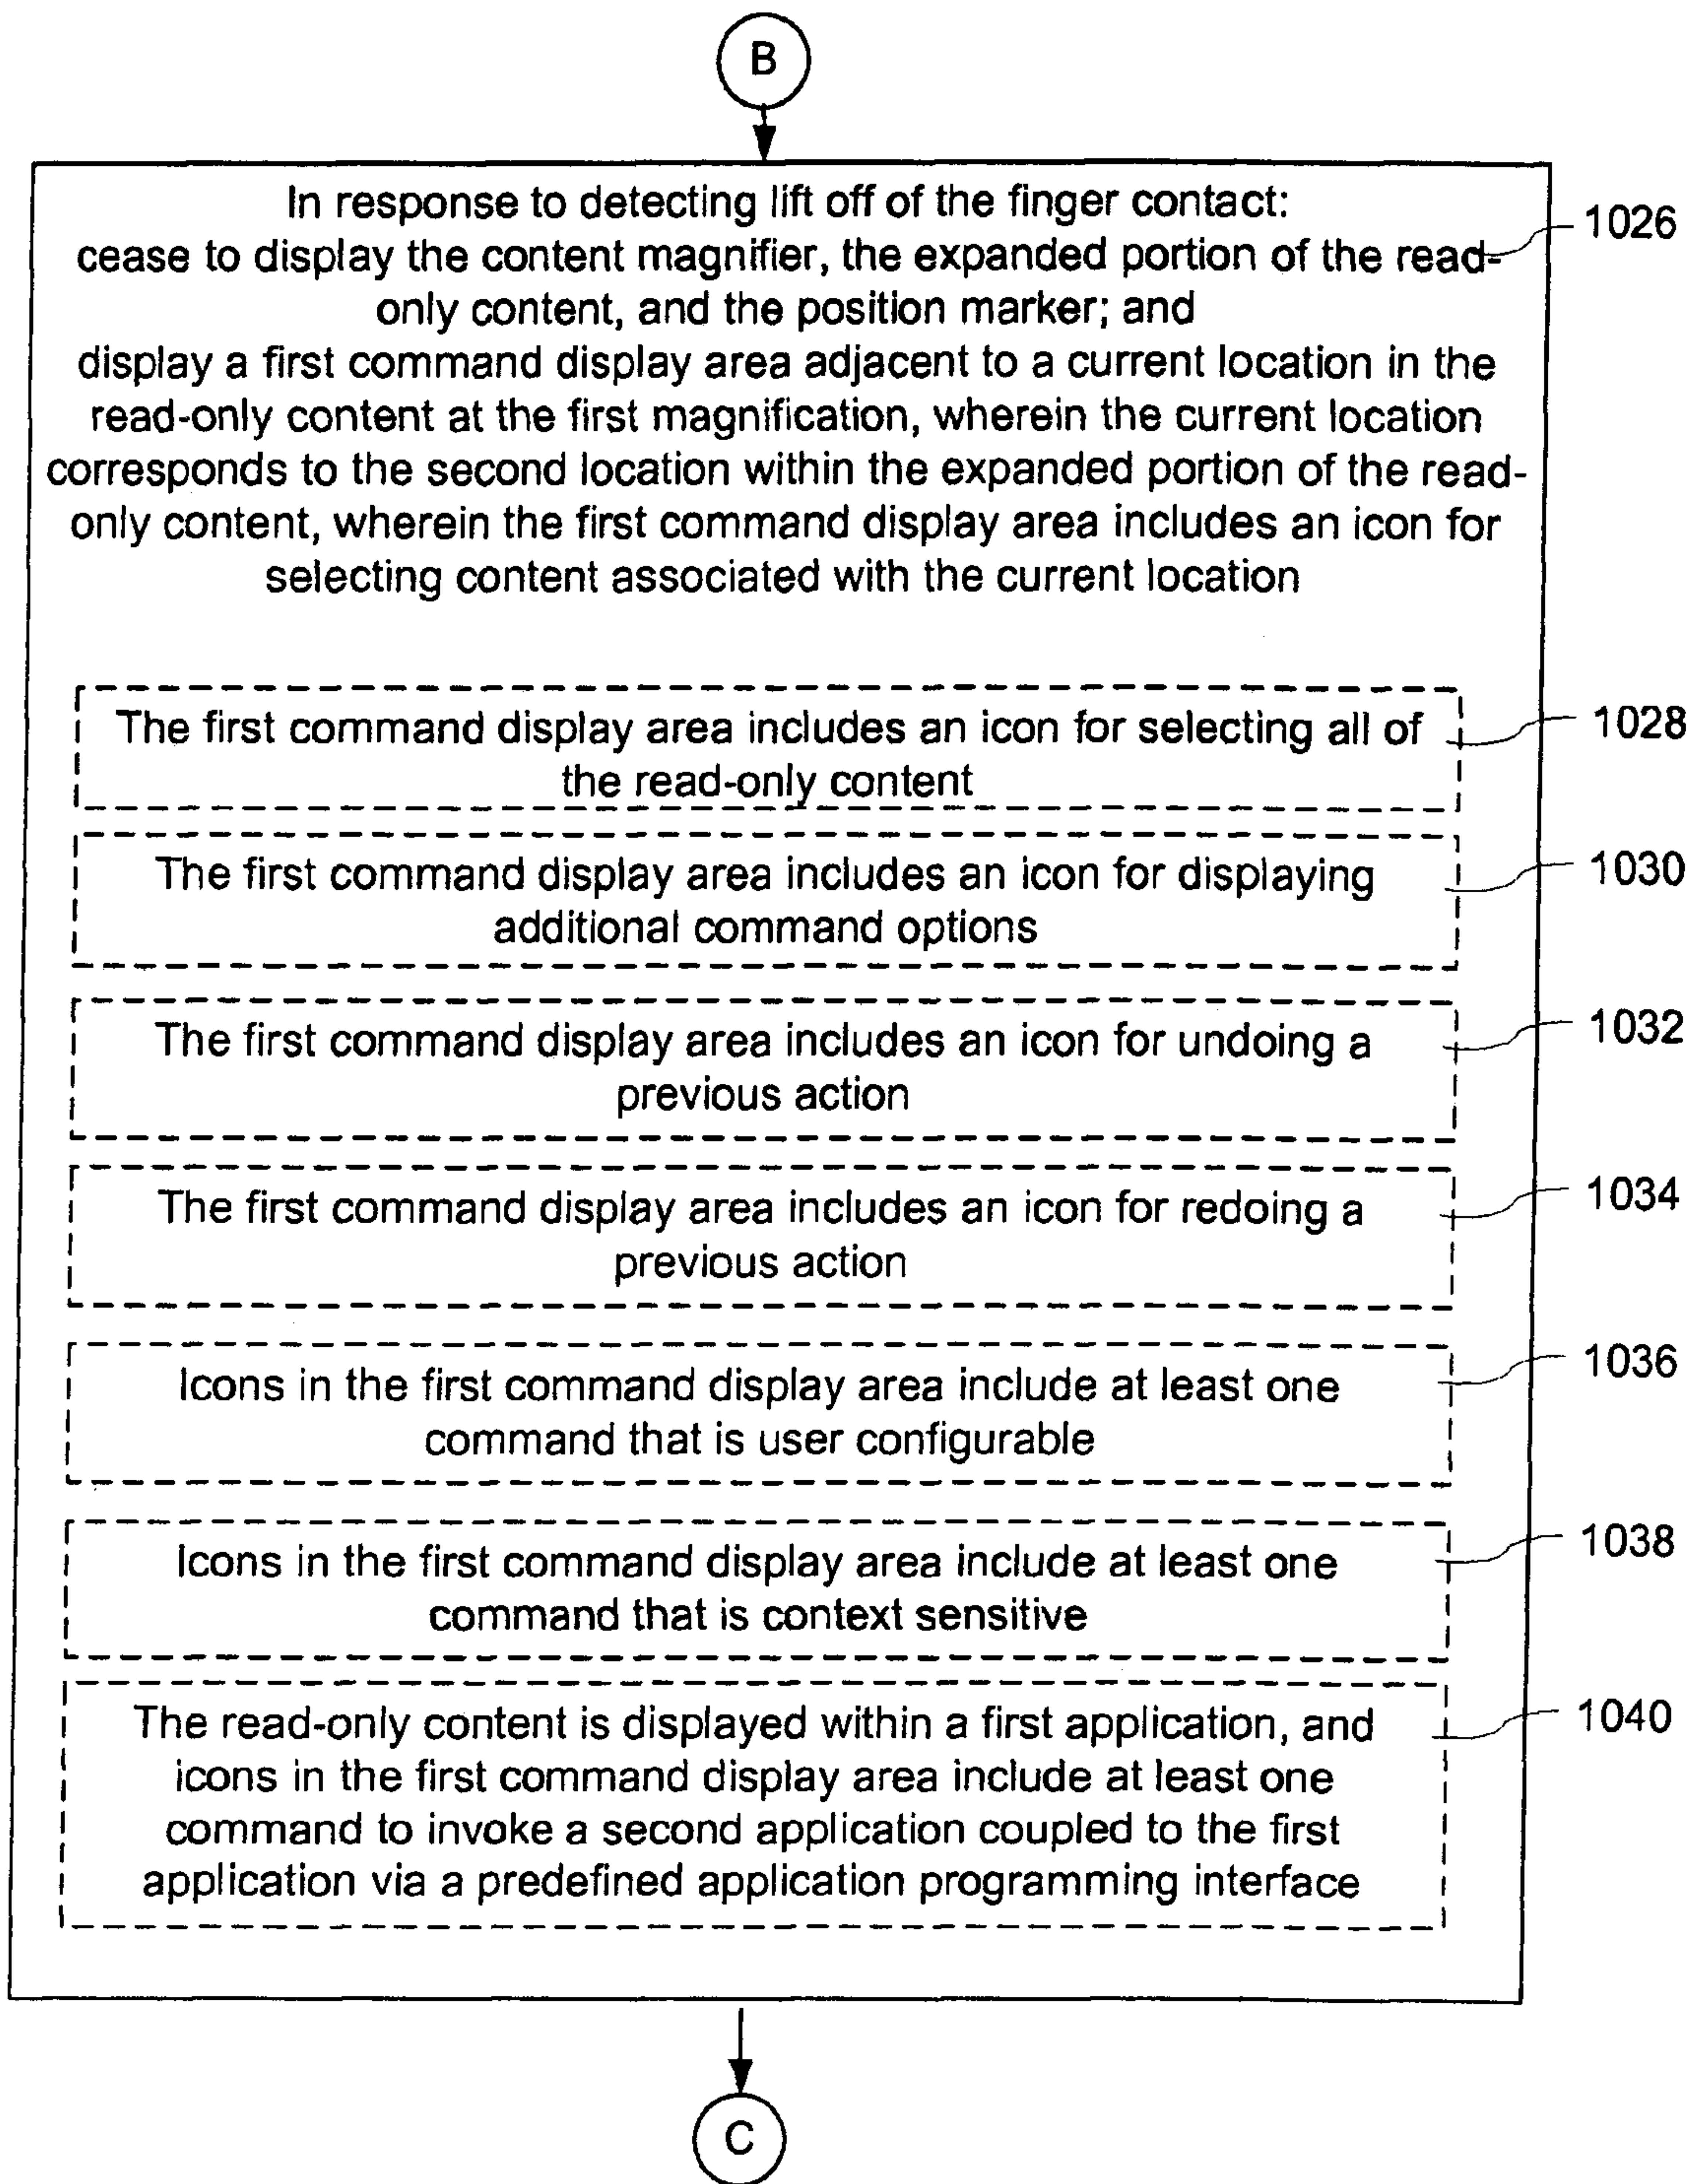 B
In response to detecting lift off of the finger contact:
1026
cease to display the content magnifier, the expanded portion of the read-
only content, and the position marker; and
display a first command display area adjacent to a current location in the
read-only content at the first magnification, wherein the current location
corresponds to the second location within the expanded portion of the read-
only content, wherein the first command display area includes an icon for
selecting content associated with the current location
The first command display area includes an icon for selecting all of
1028
the read-only content
The first command display area includes an icon for displaying
1030
additional command options
The first command display area includes an icon for undoing a
1032
previous action
The first command display area includes an icon for redoing a
1034
previous action
Icons in the first command display area include at least one
1036
command that is user configurable
Icons in the first command display area include at least one
1038
command that is context sensitive
The read-only content is displayed within a first application, and
1040
icons in the first command display area include at least one
command to invoke a second application coupled to the first
application via a predefined application programming interface
C